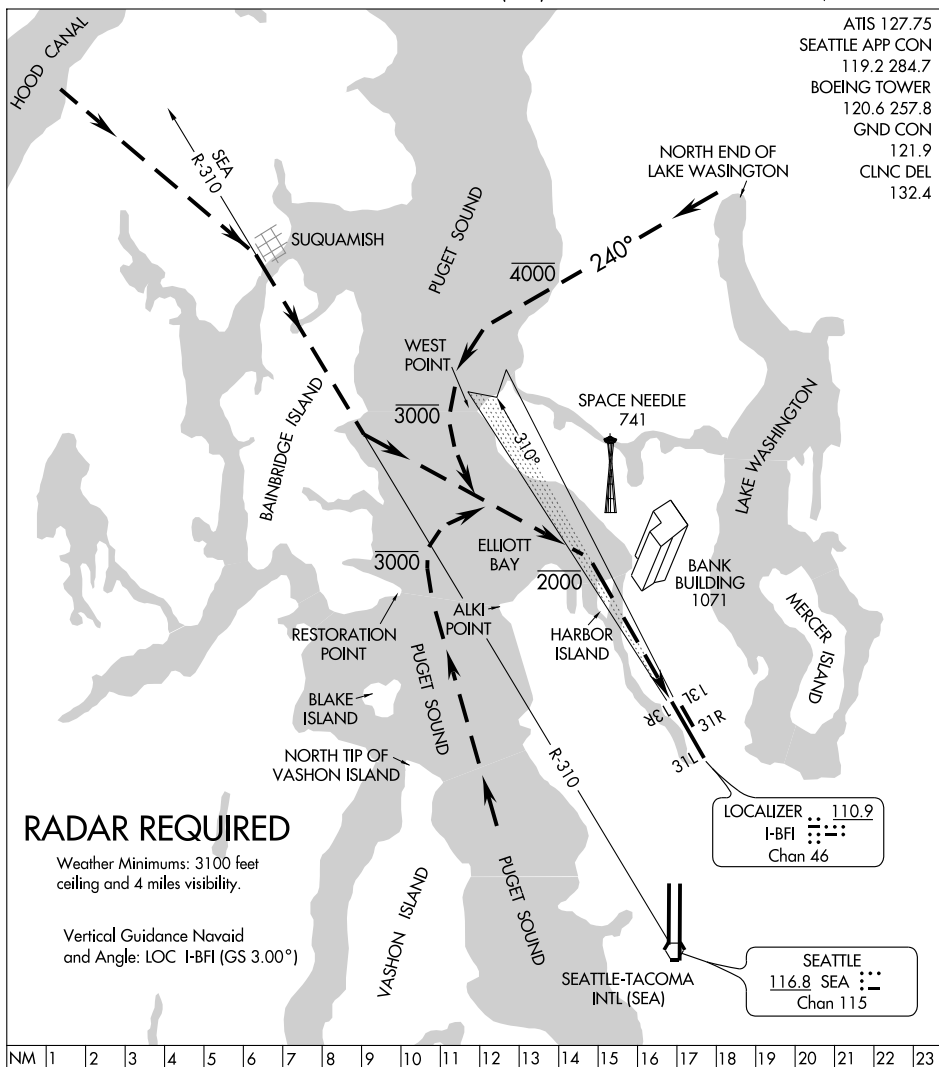 ATIS 127.75
SEATTLE APP CON
119.2 284.7
BOEING TOWER
120.6 257.8
GND CON
121.9
CLNC DEL
132.4
HOOD CANAL
SEA
R-310
SUQUAMISH
PUGET SOUND
NORTH END OF
LAKE WASINGTON
240°
4000
WEST
POINT
3000
310°
SPACE NEEDLE
741
LAKE WASHINGTON
BAINBRIDGE ISLAND
3000
ELLIOTT
BAY
2000
BANK
BUILDING
1071
MERCER ISLAND
RESTORATION
POINT
ALKI
POINT
HARBOR
ISLAND
PUGET SOUND
BLAKE
ISLAND
13R
13L
31R
31L
NORTH TIP OF
VASHON ISLAND
R-310
LOCALIZER 110.9
I-BFI
Chan 46
RADAR REQUIRED
Weather Minimums: 3100 feet
ceiling and 4 miles visibility.
Vertical Guidance Navaid
and Angle: LOC I-BFI (GS 3.00°)
VASHON ISLAND
PUGET SOUND
SEATTLE-TACOMA
INTL (SEA)
SEATTLE
116.8 SEA
Chan 115
NM 1 2 3 4 5 6 7 8 9 10 11 12 13 14 15 16 17 18 19 20 21 22 23